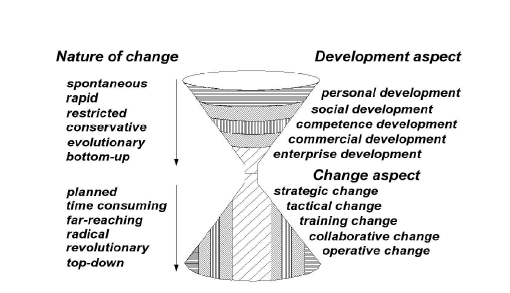 Nature of change
spontaneous
rapid
restricted
conservative
evolutionary
bottom-up
planned
time consuming
far-reaching
radical
revolutionary
top-down
Development aspect
personal development
social development
competence development
commercial development
enterprise development
Change aspect
strategic change
tactical change
training change
collaborative change
operative change